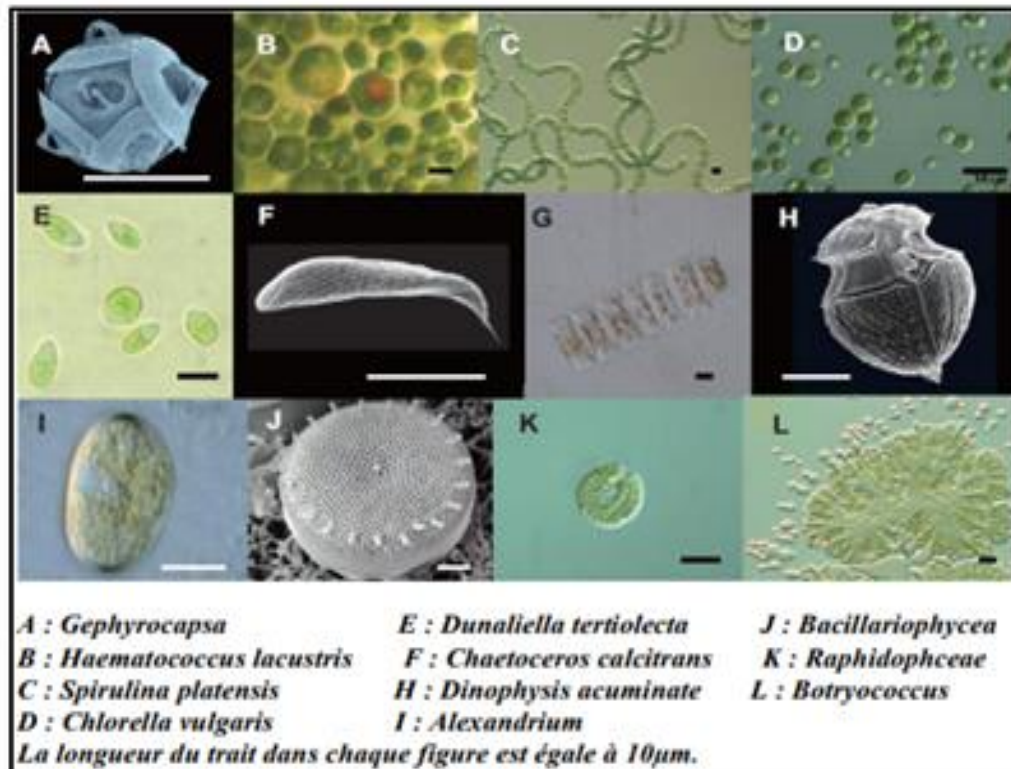 A B C D
E F G H
I J K L
A : Gephyrocapsa E : Dunaliella tertiolecta J : Bacillariophycea
B : Haematococcus lacustris F : Chaetoceros calcitrans K : Raphidophceae
C : Spirulina platensis H : Dinophysis acuminate L : Botryococcus
D : Chlorella vulgaris I : Alexandrium
La longueur du trait dans chaque figure est égale à 10µm.